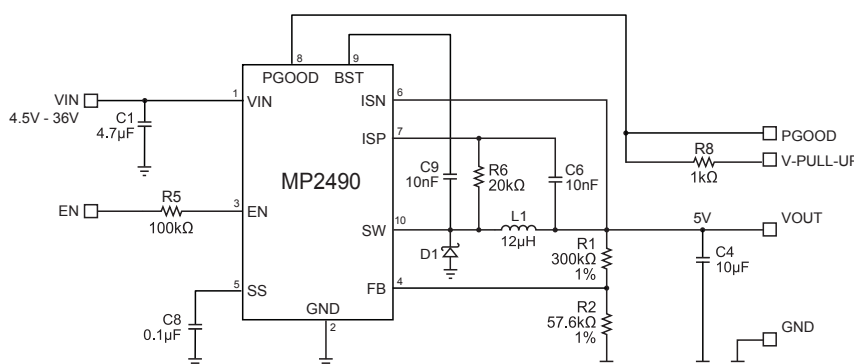 8
9
PGOOD
BST
VIN
4.5V - 36V
C1
4.7µF
1
VIN
ISN
6
ISP
7
PGOOD
R8
1kΩ
V-PULL-UP
MP2490
C9
10nF
R6
20kΩ
C6
10nF
EN
R5
100kΩ
3
EN
SW
10
L1
12µH
5V
VOUT
D1
R1
300kΩ
1%
C4
10µF
5
SS
FB
4
C8
0.1µF
GND
2
R2
57.6kΩ
1%
GND